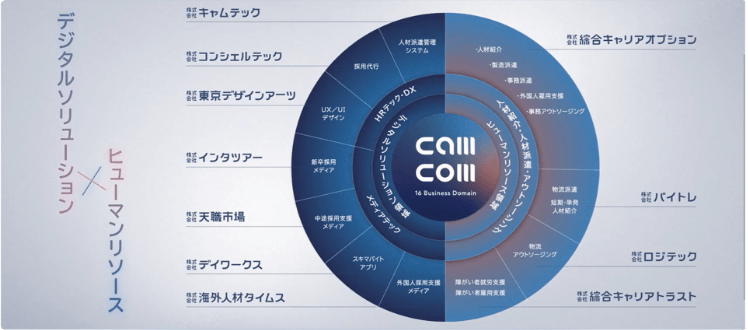 デジタルソリューション
×
ヒューマンリソース
株式会社 キャムテック
株式会社 コンシェルテック
株式会社 東京デザインアーツ
株式会社 インタツアー
株式会社 天職市場
株式会社 デイワークス
株式会社 海外人材タイムス
人材派遣管理
システム
採用代行
UX/UI
デザイン
新卒採用
メディア
中途採用支援
メディア
スキマバイト
アプリ
外国人採用支援
メディア
HRテック・DX
デジタルソリューション領域
メディアテック
cam
com
16 Business Domain
人材紹介・人材派遣・アウトソーシング
ヒューマンリソース領域
・人材紹介
・製造派遣
・事務派遣
・外国人雇用支援
・事務アウトソーシング
物流派遣
短期・単発
人材紹介
物流
アウトソーシング
障がい者就労支援
障がい者雇用支援
株式会社 綜合キャリアオプション
株式会社 バイトレ
株式会社 ロジテック
株式会社 綜合キャリアトラスト